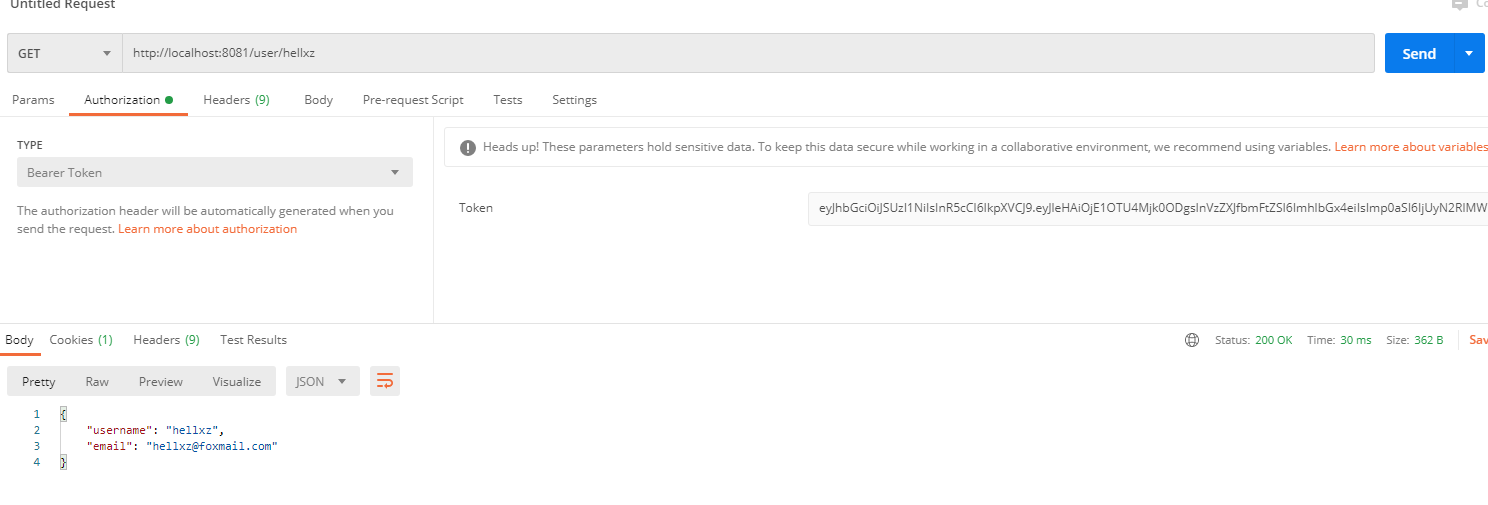 Untitled Request
GET http://localhost:8081/user/hellxz Send
Params Authorization Headers (9) Body Pre-request Script Tests Settings
TYPE
Bearer Token
The authorization header will be automatically generated when you
send the request. Learn more about authorization
Heads up! These parameters hold sensitive data. To keep this data secure while working in a collaborative environment, we recommend using variables. Learn more about variables
Token eyJhbGciOiJSUzI1NiIsInR5cCI6IkpXVCJ9.eyJleHAiOjE1OTU4Mjk0ODgsInVzZXJfbmFtZSI6ImhlbGx4eiIsImp0aSI6IjUyN2RlMW
Body Cookies (1) Headers (9) Test Results Status: 200 OK Time: 30 ms Size: 362 B Sav
Pretty Raw Preview Visualize JSON
1 {
2 "username": "hellxz",
3 "email": "hellxz@foxmail.com"
4 }